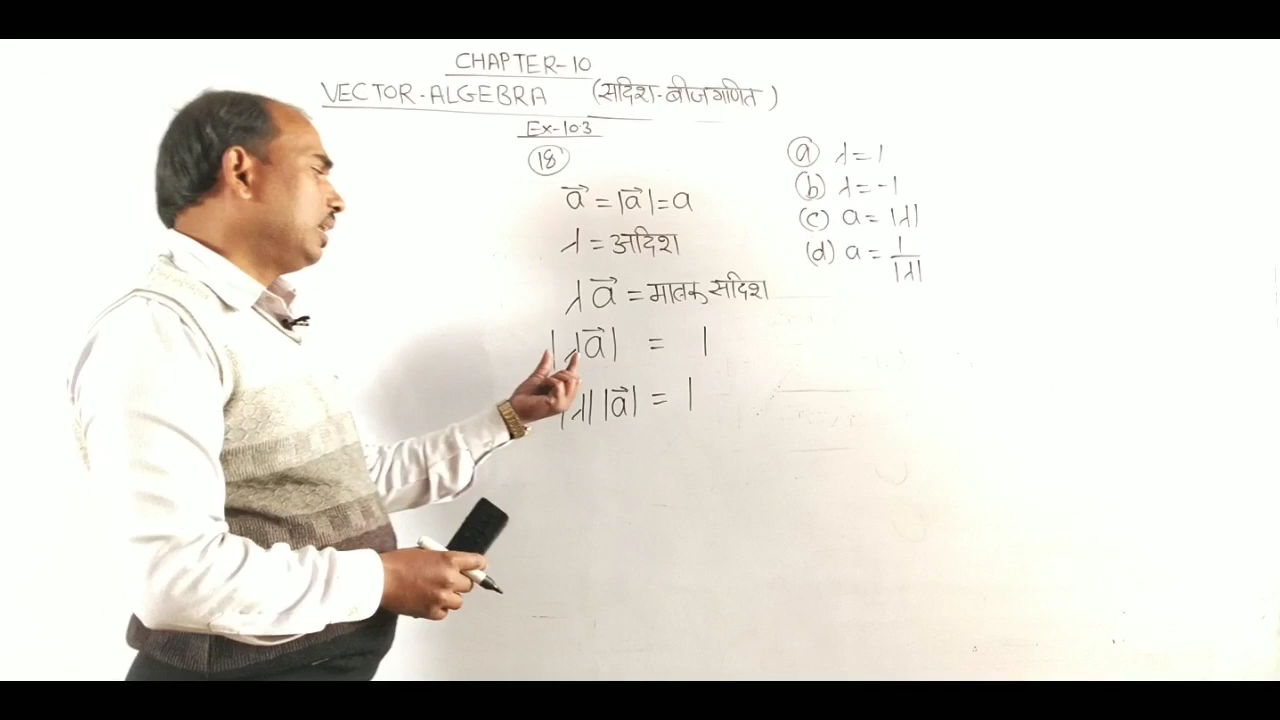 CHAPTER-10
VECTOR-ALGEBRA (सदिश-बीजगणित)
Ex-10.3
18
a⃗ = |a⃗| = a
λ = अदिश
λa⃗ = मात्रक सदिश
|λa⃗| = 1
|λ||a⃗| = 1
(a) λ = 1
(b) λ = -1
(c) a = |λ|
(d) a = 1/|λ|